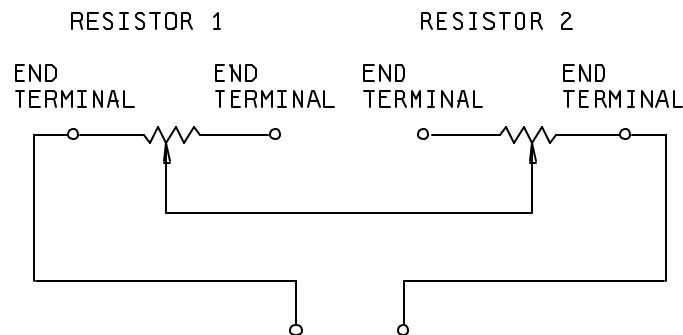 RESISTOR 1
RESISTOR 2
END
TERMINAL
END
TERMINAL
END
TERMINAL
END
TERMINAL